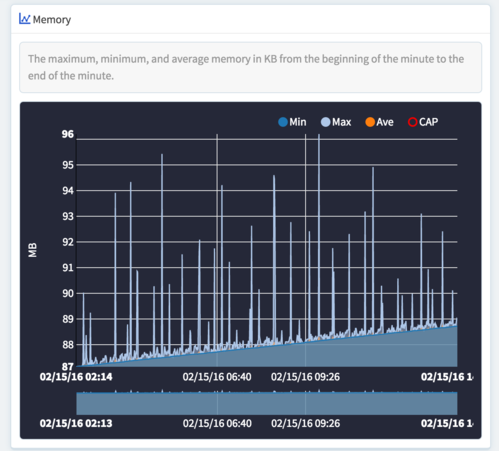 Memory
The maximum, minimum, and average memory in KB from the beginning of the minute to the
end of the minute.
Min Max Ave CAP
96
95
94
93
92
91
90
89
88
87
MB
02/15/16 02:14 02/15/16 06:40 02/15/16 09:26 02/15/16 1
02/15/16 02:13 02/15/16 06:40 02/15/16 09:26 02/15/16 1